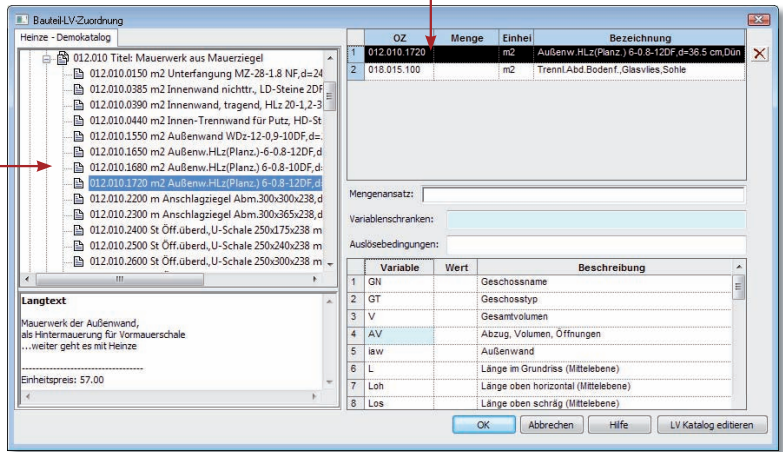 Bauteil-LV-Zuordnung
Heinze - Demokatalog
012.010 Titel: Mauerwerk aus Mauerziegel
012.010.0150 m2 Unterfangung MZ-28-1.8 NF,d=24
012.010.0385 m2 Innenwand nichttr., LD-Steine 2DF
012.010.0390 m2 Innenwand, tragend, HLz 20-1,2-3
012.010.0440 m2 Innen-Trennwand für Putz, HD-St
012.010.1550 m2 Außenwand WDz-12-0,9-10DF,d=.
012.010.1650 m2 Außenw.HLz(Planz.)-6-0.8-12DF,d
012.010.1680 m2 Außenw.HLz(Planz.) 6-0.8-10DF,d
012.010.1720 m2 Außenw.HLz(Planz.) 6-0.8-12DF,d
012.010.2200 m Anschlagziegel Abm.300x300x238,d
012.010.2300 m Anschlagziegel Abm.300x365x238,d
012.010.2400 St Öff.überd.,U-Schale 250x175x238 m
012.010.2500 St Öff.überd.,U-Schale 250x240x238 m
012.010.2600 St Öff.überd.,U-Schale 250x300x238 m
Langtext
Mauerwerk der Außenwand,
als Hintermauerung für Vormauerschale
...weiter geht es mit Heinze
-----------------------------------
Einheitspreis: 57.00
OZ Menge Einhei Bezeichnung
1 012.010.1720 m2 Außenw.HLz(Planz.) 6-0.8-12DF,d=36.5 cm,Dün
2 018.015.100 m2 Trennl.Abd.Bodenf.,Glasvlies,Sohle
Mengenansatz:
Variablenschranken:
Auslösebedingungen:
Variable Wert Beschreibung
1 GN Geschossname
2 GT Geschosstyp
3 V Gesamtvolumen
4 AV Abzug, Volumen, Öffnungen
5 iaw Außenwand
6 L Länge im Grundriss (Mittelebene)
7 Loh Länge oben horizontal (Mittelebene)
8 Los Länge oben schräg (Mittelebene)
OK Abbrechen Hilfe LV Katalog editieren